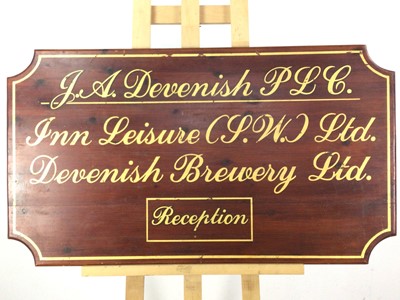 J.A. Devenish PLC.
Inn Leisure (S.W.) Ltd.
Devenish Brewery Ltd.
Reception